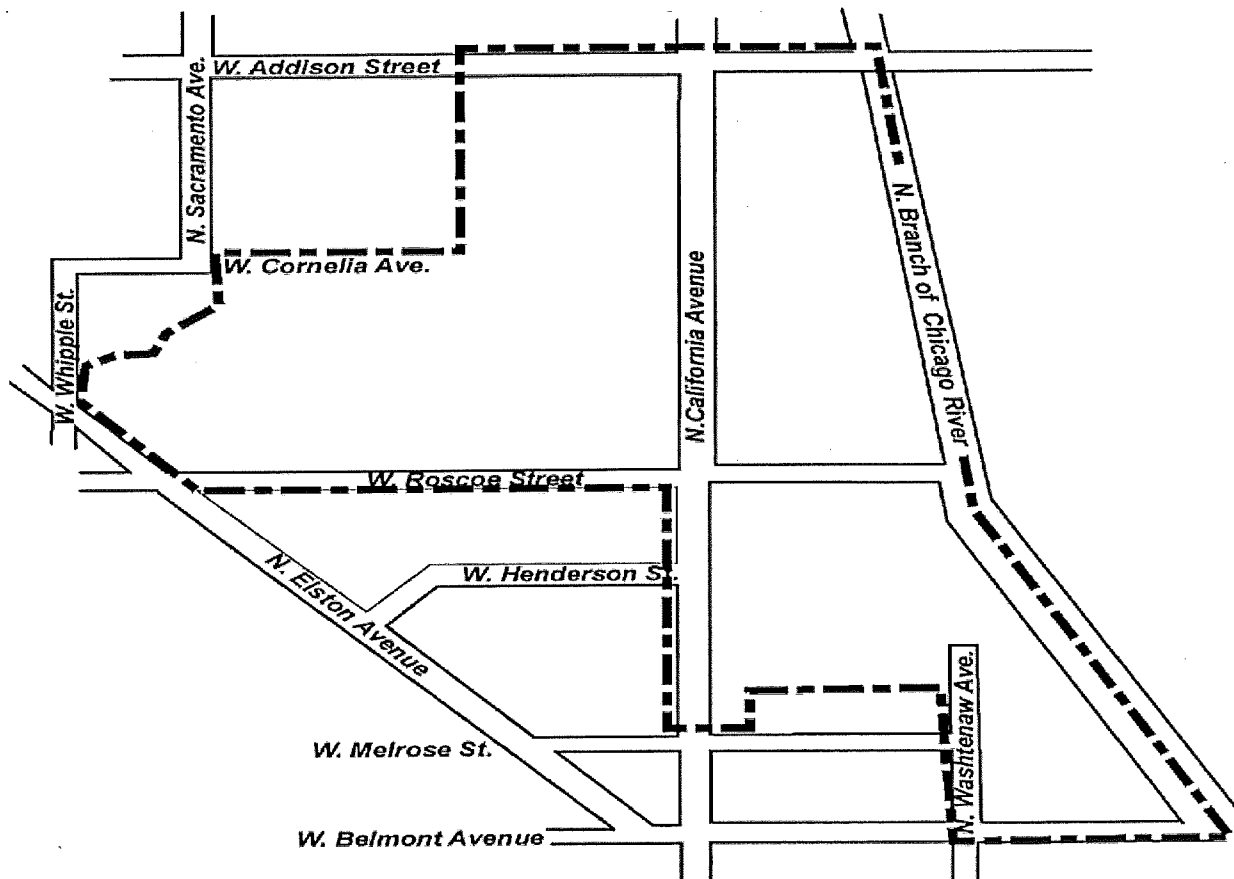 W. Addison Street
N. Sacramento Ave.
W. Cornelia Ave.
W. Whipple St.
N.California Avenue
N. Branch of Chicago River
W. Roscoe Street
W. Henderson St.
N. Elston Avenue
N. Washtenaw Ave.
W. Melrose St.
W. Belmont Avenue